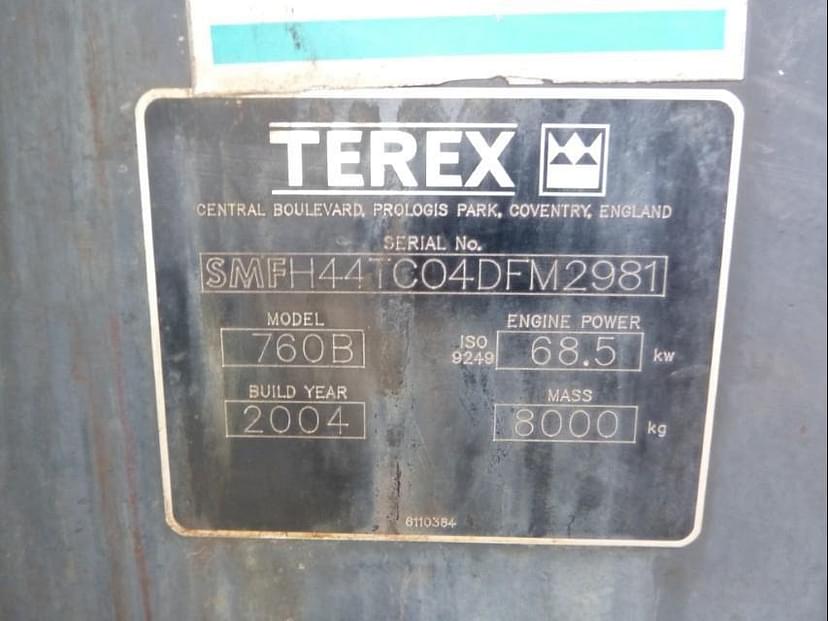 TEREX
CENTRAL BOULEVARD, PROLOGIS PARK, COVENTRY, ENGLAND
SERIAL No.
SMFH44TC04DFM2981
MODEL
760B
ENGINE POWER
ISO 9249 68.5 kw
BUILD YEAR
2004
MASS
8000 kg
6110384